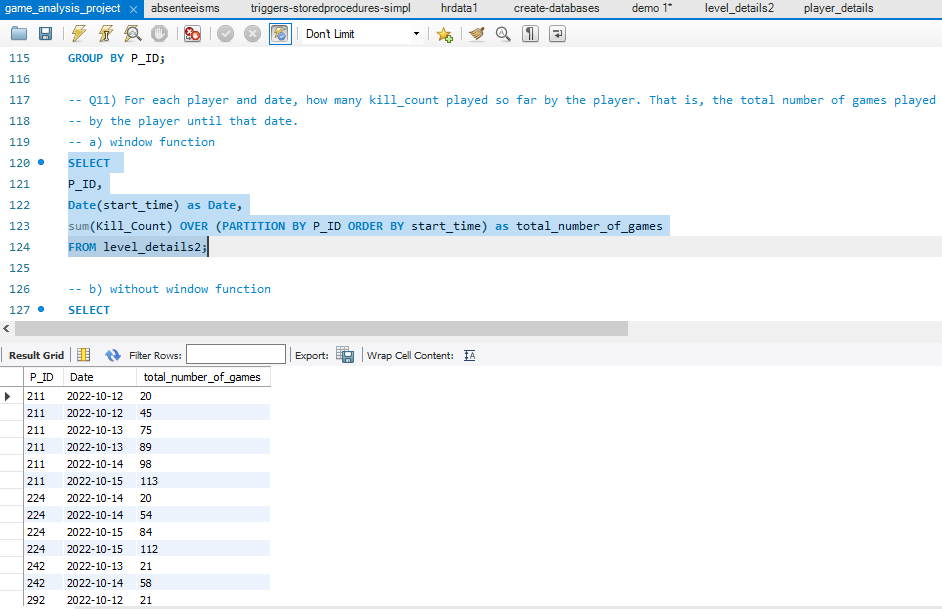 game_analysis_project × absenteeisms triggers-storedprocedures-simpl hrdata1 create-databases demo 1* level_details2 player_details
Don't Limit
115 GROUP BY P_ID;
116
117 -- Q11) For each player and date, how many kill_count played so far by the player. That is, the total number of games played
118 -- by the player until that date.
119 -- a) window function
120 SELECT
121 P_ID,
122 Date(start_time) as Date,
123 sum(Kill_Count) OVER (PARTITION BY P_ID ORDER BY start_time) as total_number_of_games
124 FROM level_details2;
125
126 -- b) without window function
127 SELECT
Result Grid Filter Rows: Export: Wrap Cell Content: IA
P_ID Date total_number_of_games
211 2022-10-12 20
211 2022-10-12 45
211 2022-10-13 75
211 2022-10-13 89
211 2022-10-14 98
211 2022-10-15 113
224 2022-10-14 20
224 2022-10-14 54
224 2022-10-15 84
224 2022-10-15 112
242 2022-10-13 21
242 2022-10-14 58
292 2022-10-12 21